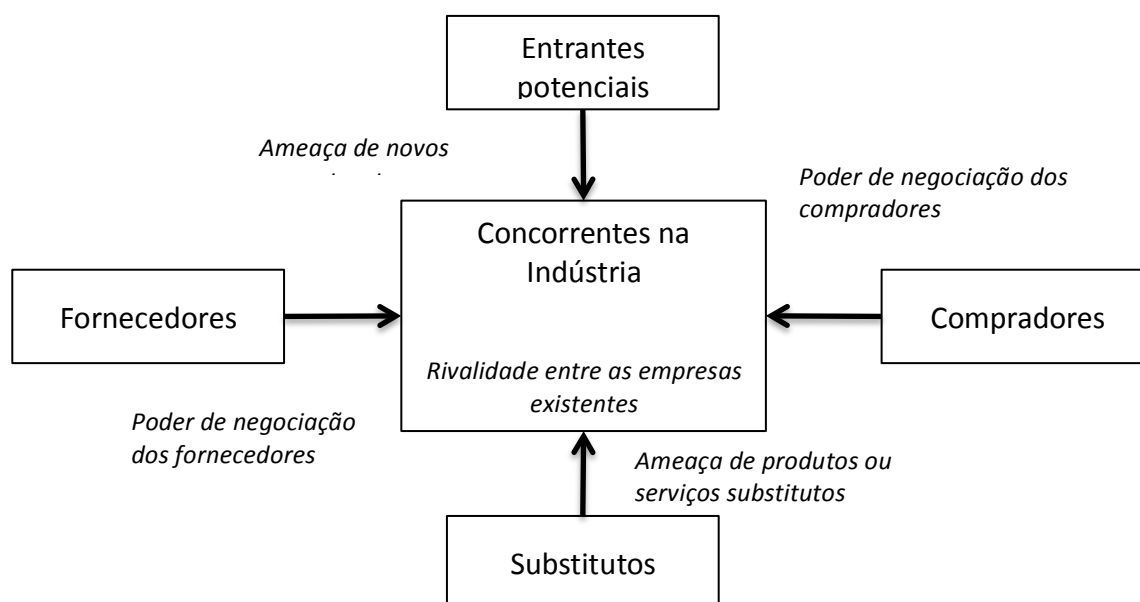 Entrantes
potenciais
Ameaça de novos
Poder de negociação dos
compradores
Concorrentes na
Indústria
Fornecedores
Compradores
Rivalidade entre as empresas
existentes
Poder de negociação
dos fornecedores
Ameaça de produtos ou
serviços substitutos
Substitutos